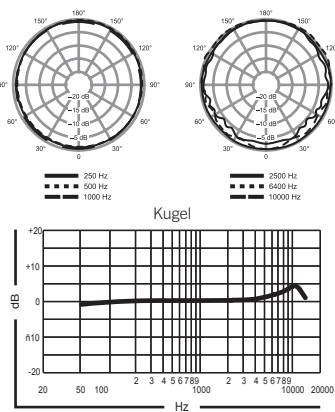 180° 180°
150° 150° 150° 150°
120° 120° 120° 120°
90° 90° 90° 90°
–20 dB –20 dB
–15 dB –15 dB
60° –10 dB 60° 60° –10 dB 60°
–5 dB –5 dB
30° 30° 30° 30°
0 0
250 Hz 2500 Hz
500 Hz 6400 Hz
1000 Hz 10000 Hz
Kugel
+20
+10
dB
0
ñ10
-20
2 3 4 5 6 7 8 9 2 3 4 5 6 7 8 9
20 50 100 1000 10000 20000
Hz